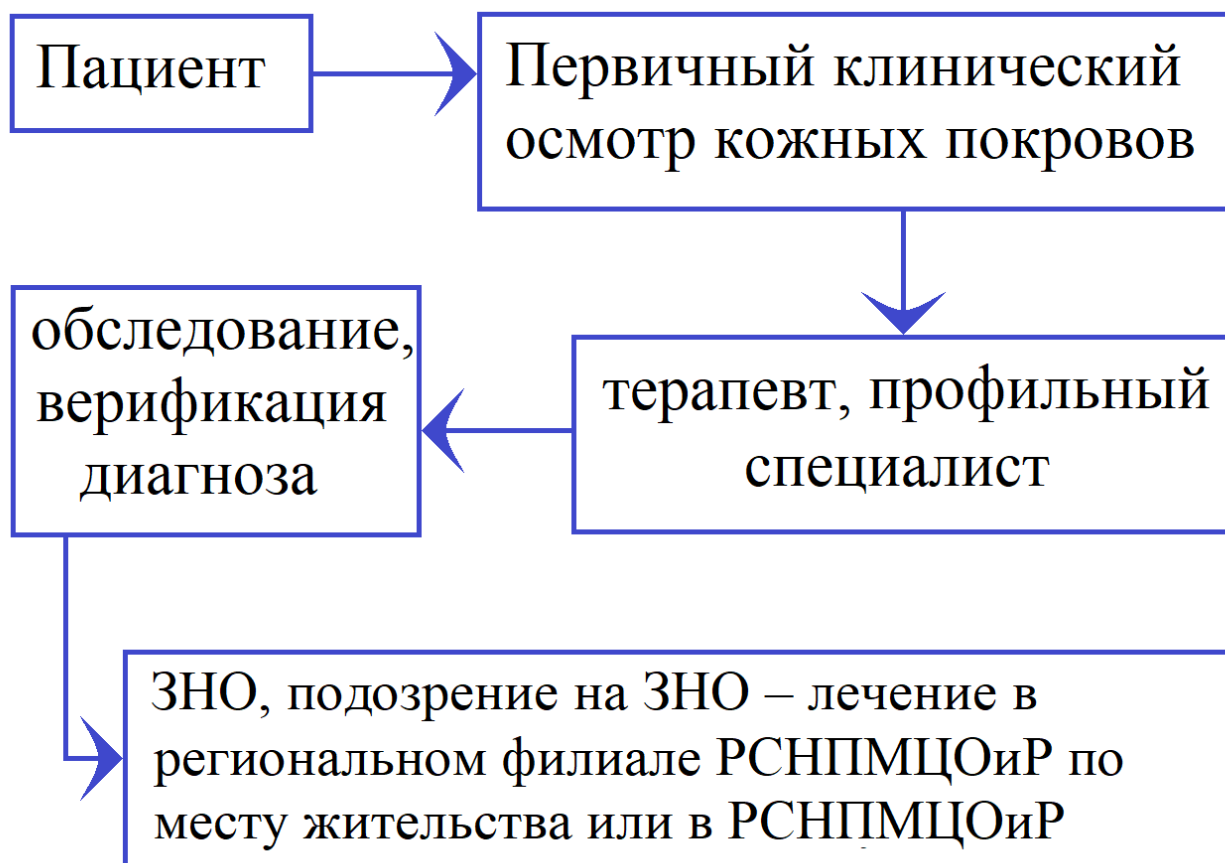 Пациент
Первичный клинический
осмотр кожных покровов
терапевт, профильный
специалист
обследование,
верификация
диагноза
ЗНО, подозрение на ЗНО – лечение в
региональном филиале РСНПМЦОиР по
месту жительства или в РСНПМЦОиР